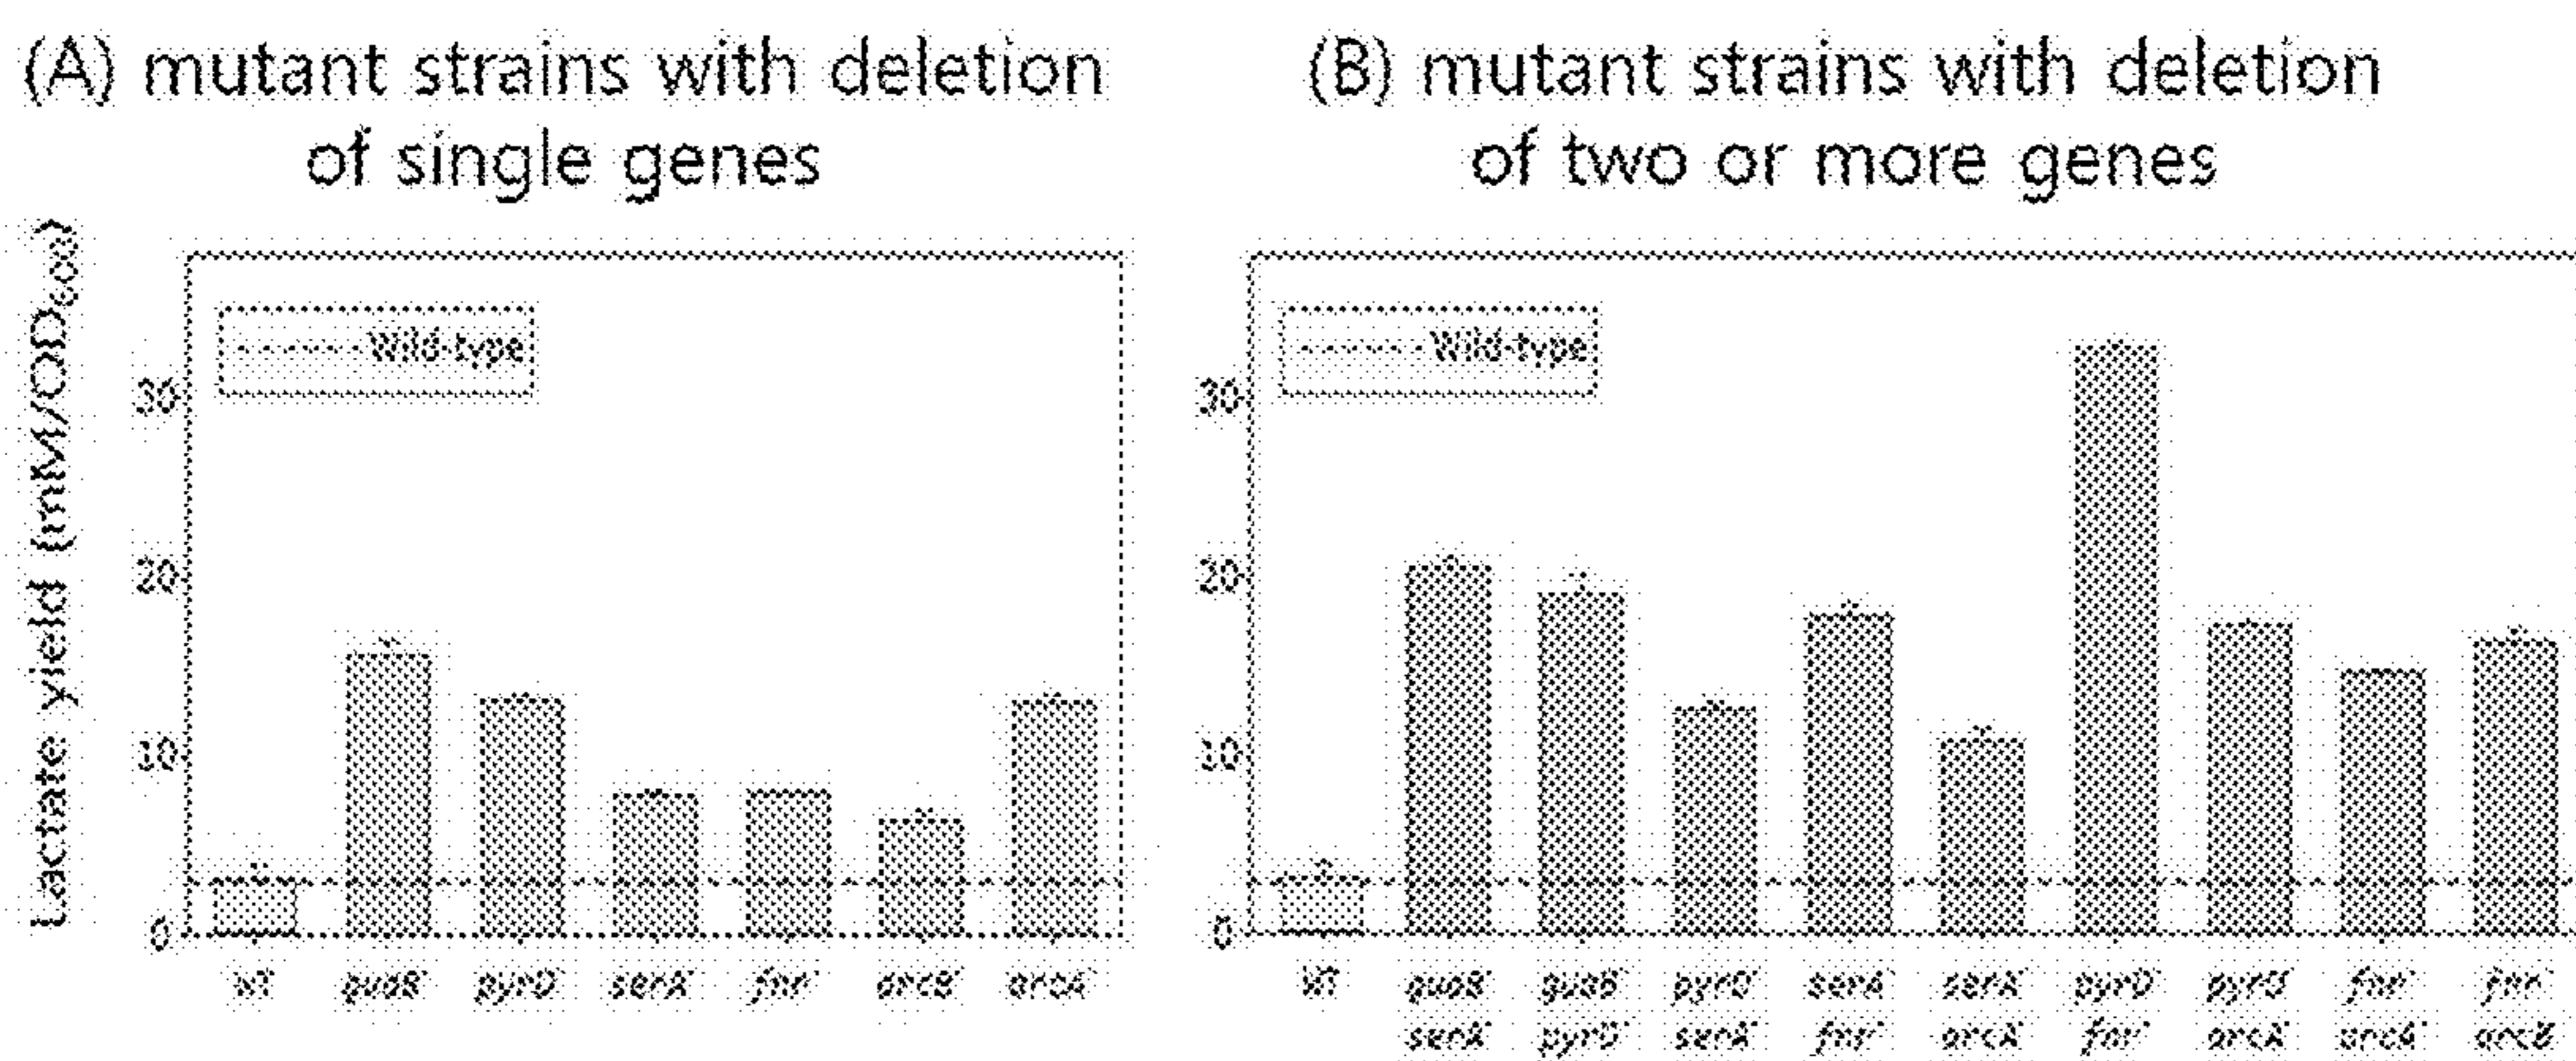 (A) mutant strains with deletion
of single genes
Lactate yield (mM/OD600)
30
20
10
0
Wild-type
WT guaB- pyrD- serA- fnr- arcB- arcA-
(B) mutant strains with deletion
of two or more genes
30
20
10
0
Wild-type
WT guaB- guaB- pyrD- serA- serA- pyrD- pyrD- fnr- fnr-
serA- pyrD- serA- fnr- arcA- fnr- arcA- arcA- arcB-